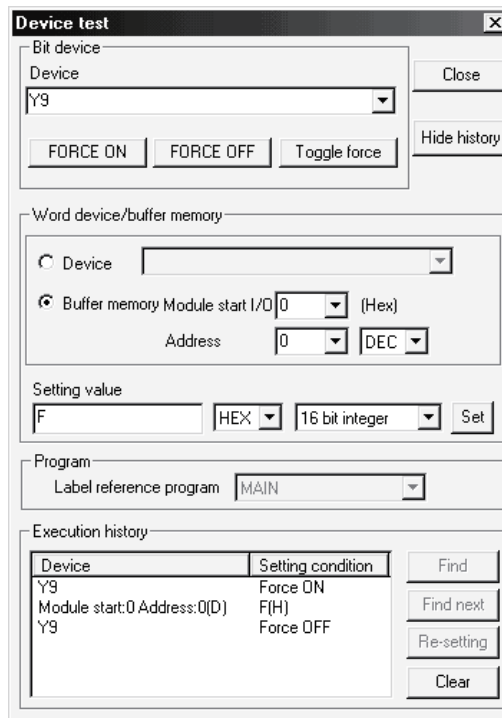 Device test
Bit device
Device
Close
Y9
Hide history
FORCE ON FORCE OFF Toggle force
Word device/buffer memory
Device
Buffer memory Module start I/O 0 (Hex)
Address 0 DEC
Setting value
F HEX 16 bit integer Set
Program
Label reference program MAIN
Execution history
Device Setting condition Find
Y9 Force ON
Module start:0 Address:0(D) F(H) Find next
Y9 Force OFF
Re-setting
Clear